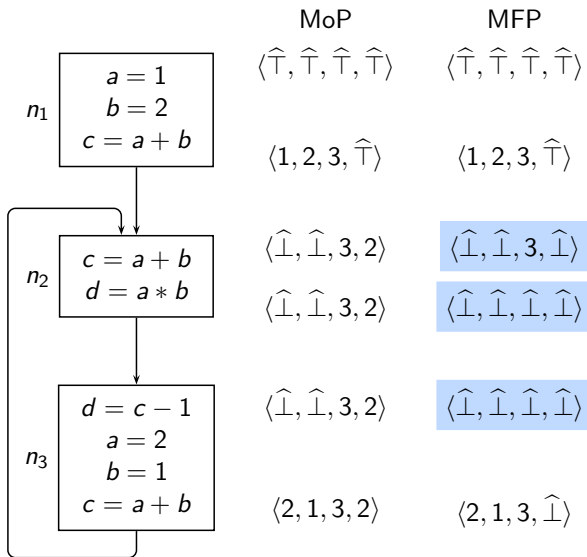 MoP MFP
⟨⊤̂, ⊤̂, ⊤̂, ⊤̂⟩ ⟨⊤̂, ⊤̂, ⊤̂, ⊤̂⟩
a = 1
n₁ b = 2
c = a + b
⟨1, 2, 3, ⊤̂⟩ ⟨1, 2, 3, ⊤̂⟩
c = a + b ⟨⊥̂, ⊥̂, 3, 2⟩ ⟨⊥̂, ⊥̂, 3, ⊥̂⟩
n₂
d = a ∗ b ⟨⊥̂, ⊥̂, 3, 2⟩ ⟨⊥̂, ⊥̂, ⊥̂, ⊥̂⟩
d = c − 1 ⟨⊥̂, ⊥̂, 3, 2⟩ ⟨⊥̂, ⊥̂, ⊥̂, ⊥̂⟩
a = 2
n₃
b = 1
c = a + b ⟨2, 1, 3, 2⟩ ⟨2, 1, 3, ⊥̂⟩